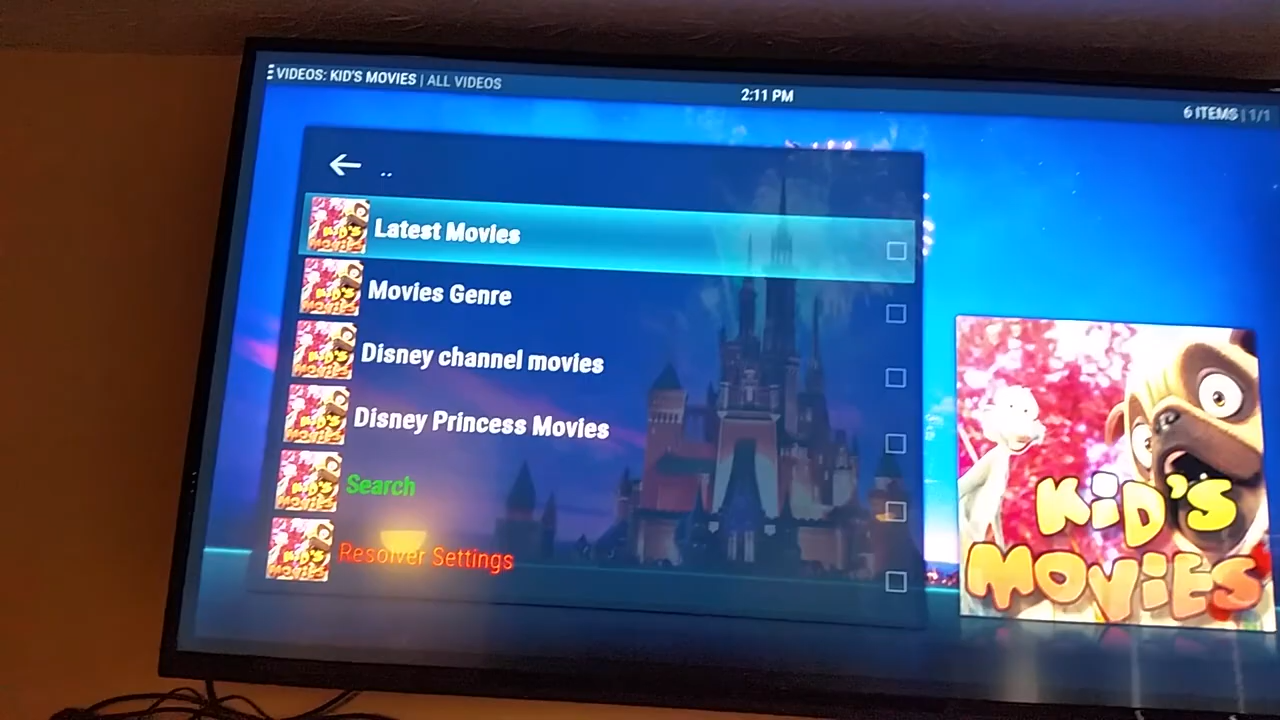 VIDEOS: KID'S MOVIES | ALL VIDEOS
2:11 PM
6 ITEMS | 1/1
..
Latest Movies
Movies Genre
Disney channel movies
Disney Princess Movies
Search
Resolver Settings
KiD'S
MOViES